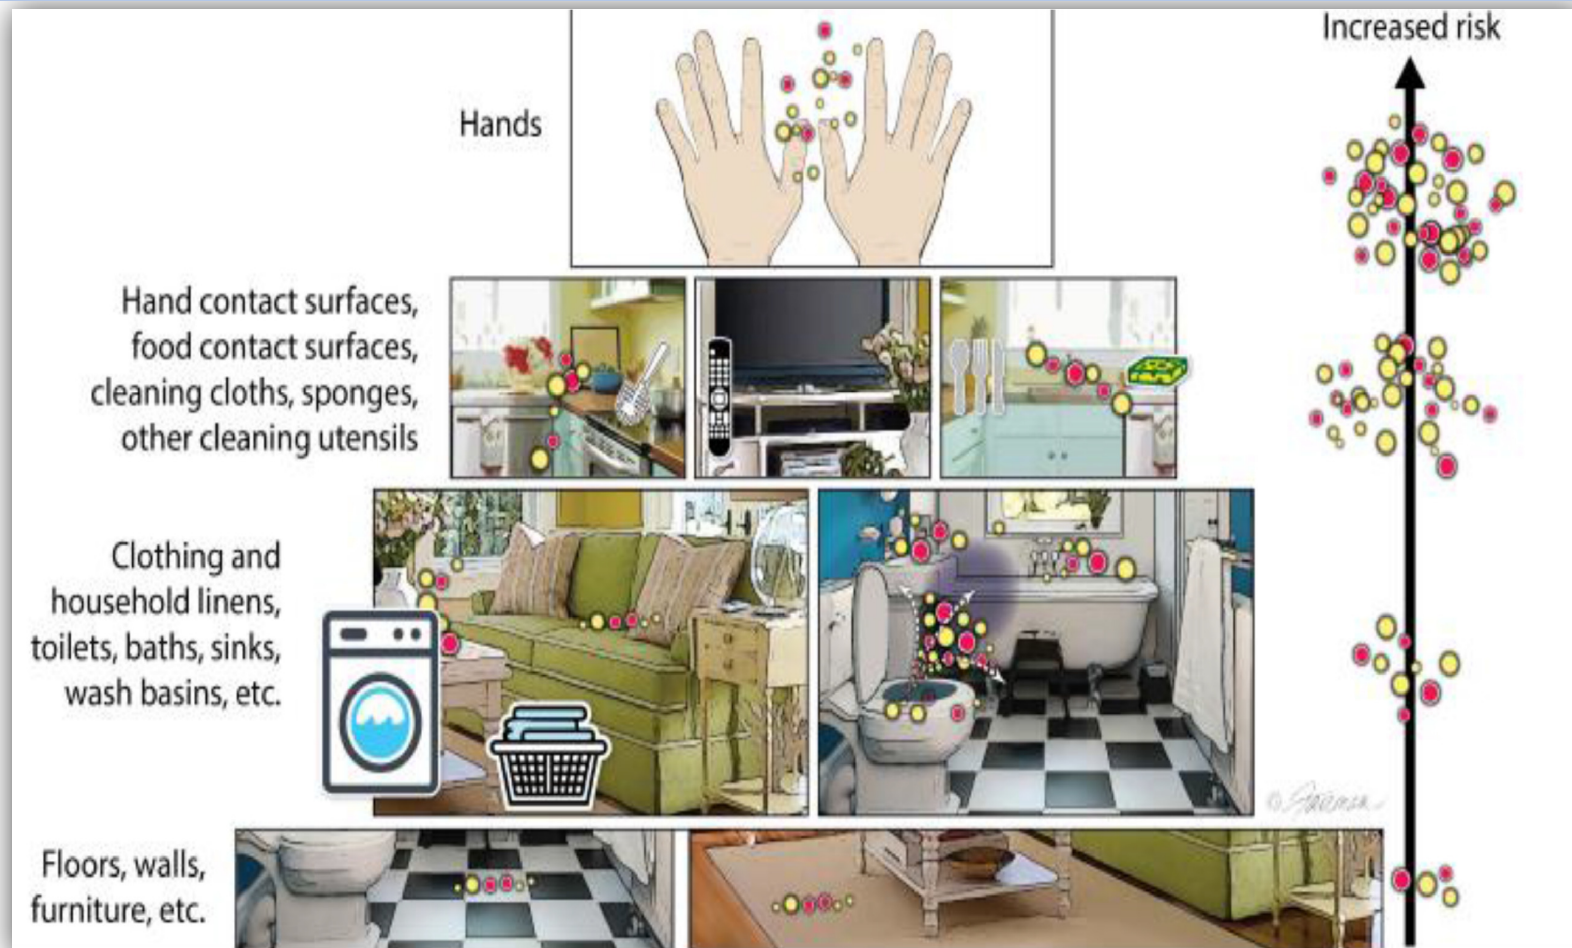 Increased risk
Hands
Hand contact surfaces,
food contact surfaces,
cleaning cloths, sponges,
other cleaning utensils
Clothing and
household linens,
toilets, baths, sinks,
wash basins, etc.
Floors, walls,
furniture, etc.